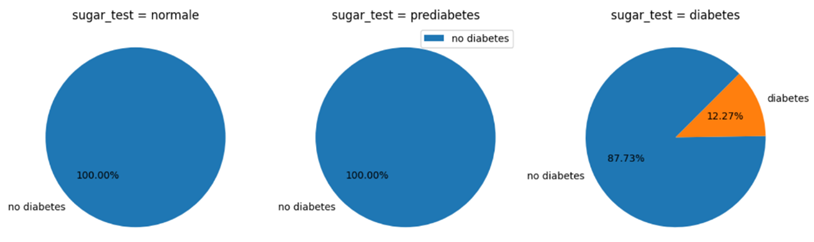 sugar_test = normale
100.00%
no diabetes
sugar_test = prediabetes
no diabetes
100.00%
no diabetes
sugar_test = diabetes
diabetes
12.27%
87.73%
no diabetes